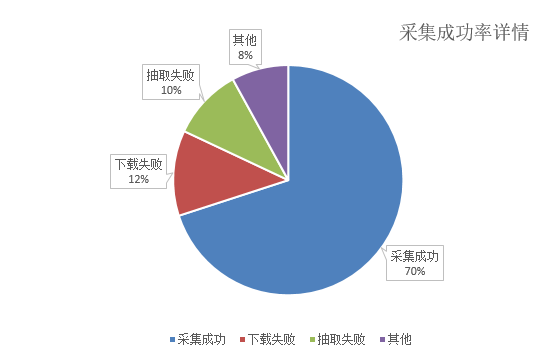 采集成功率详情
其他
8%
抽取失败
10%
下载失败
12%
采集成功
70%
采集成功 下载失败 抽取失败 其他